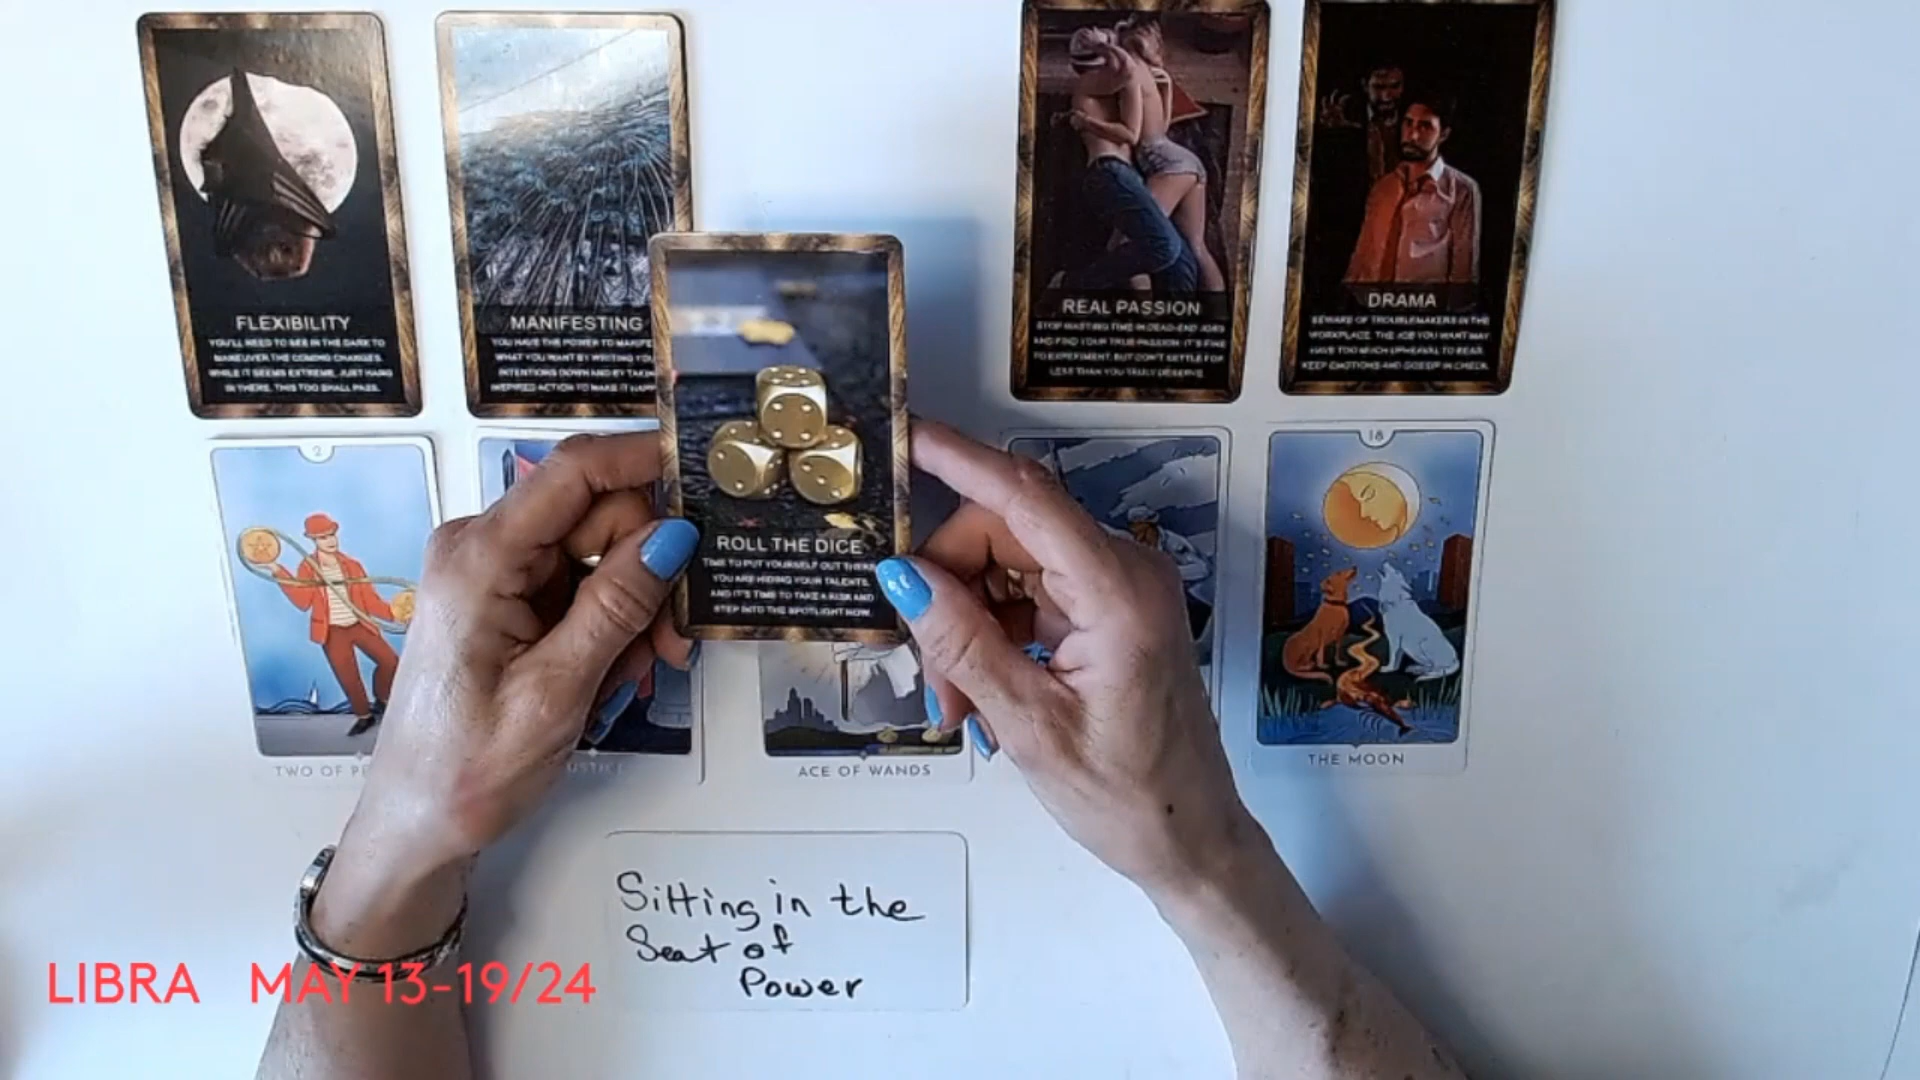 FLEXIBILITY
YOU'LL NEED TO SEE IN THE DARK TO
MANEUVER THE COMING CHANGES.
WHILE IT SEEMS EXTREME, JUST HANG
IN THERE. THIS TOO SHALL PASS.
MANIFESTING
YOU HAVE THE POWER TO
WHAT YOU WANT BY WRITING
INTENTIONS DOWN AND BY
INSPIRED ACTION TO MAKE IT
REAL PASSION
STOP WASTING TIME IN DEAD-END JOBS
AND FIND YOUR TRUE PASSION. IT'S FINE
TO EXPERIMENT, BUT DON'T SETTLE FOR
LESS THAN YOU TRULY DESERVE.
DRAMA
BEWARE OF TROUBLEMAKERS IN THE
WORKPLACE. THE JOB YOU WANT MAY
HAVE TOO MUCH UPHEAVAL TO BEAR.
KEEP EMOTIONS AND GOSSIP IN CHECK.
ROLL THE DICE
TIME TO PUT YOURSELF OUT THERE.
YOU ARE HIDING YOUR TALENTS,
AND IT'S TIME TO TAKE A RISK AND
STEP INTO THE SPOTLIGHT NOW.
2
TWO OF
ACE OF WANDS
18
THE MOON
Sitting in the
Seat of
Power
LIBRA MAY 13-19/24